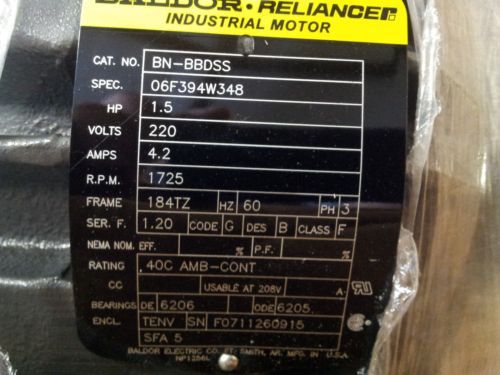 BALDOR · RELIANCER
INDUSTRIAL MOTOR
CAT. NO. BN-BBDSS
SPEC. 06F394W348
HP 1.5
VOLTS 220
AMPS 4.2
R.P.M. 1725
FRAME 184TZ HZ 60 PH 3
SER. F. 1.20 CODE G DES B CLASS F
NEMA NOM. EFF. % P.F. %
RATING 40C AMB-CONT
CC USABLE AT 208V A
BEARINGS DE 6206 ODE 6205
ENCL. TENV SN F0711260915
SFA 5
BALDOR ELECTRIC CO. FT. SMITH, AR. MFG. IN U.S.A.